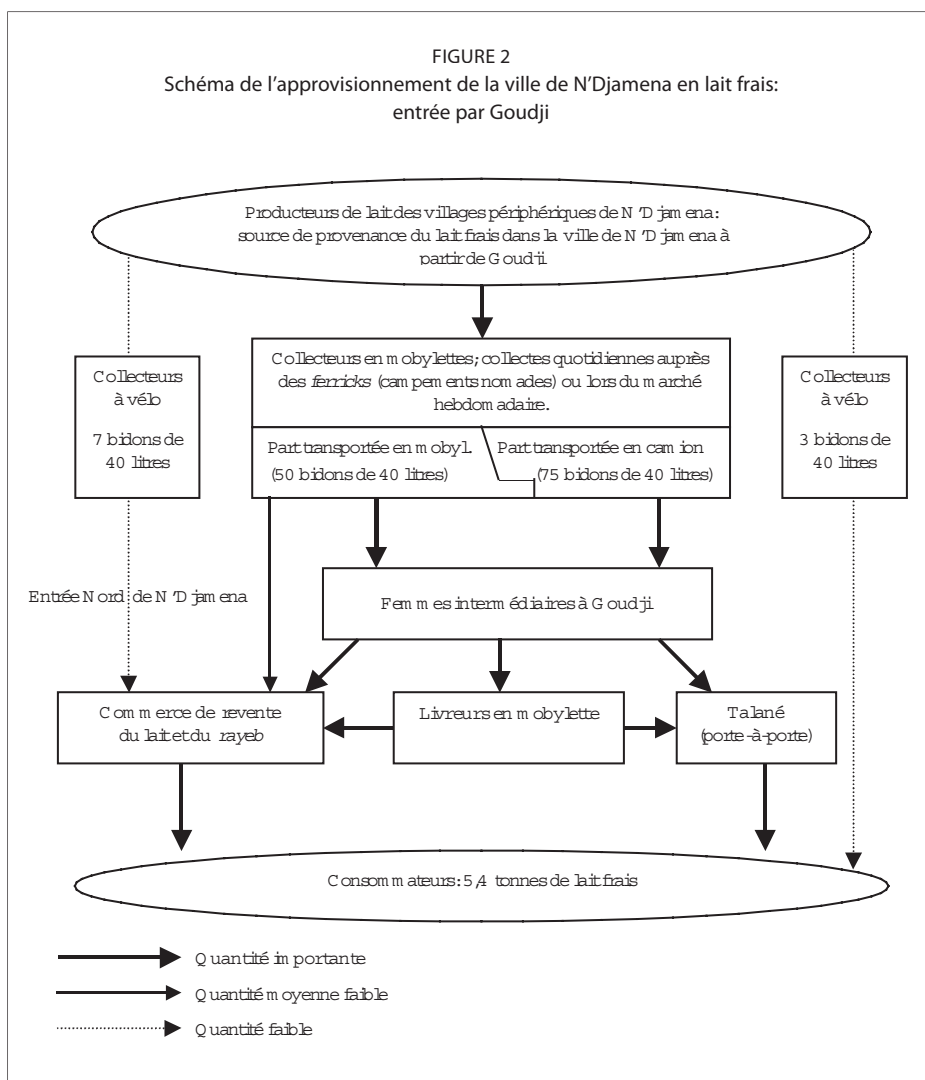 FIGURE 2
Schéma de l'approvisionnement de la ville de N'Djamena en lait frais:
entrée par Goudji
Producteurs de lait des villages périphériques de N'Djamena:
source de provenance du lait frais dans la ville de N'Djamena à
partir de Goudji
Collecteurs
à vélo
7 bidons de
40 litres
Collecteurs en mobylettes; collectes quotidiennes auprès
des ferricks (campements nomades) ou lors du marché
hebdomadaire.
Part transportée en mobyl.
(50 bidons de 40 litres)
Part transportée en camion
(75 bidons de 40 litres)
Collecteurs
à vélo
3 bidons de
40 litres
Entrée Nord de N'Djamena
Femmes intermédiaires à Goudji
Commerce de revente
du lait et du rayeb
Livreurs en mobylette
Talané
(porte-à-porte)
Consommateurs: 5,4 tonnes de lait frais
Quantité importante
Quantité moyenne faible
Quantité faible